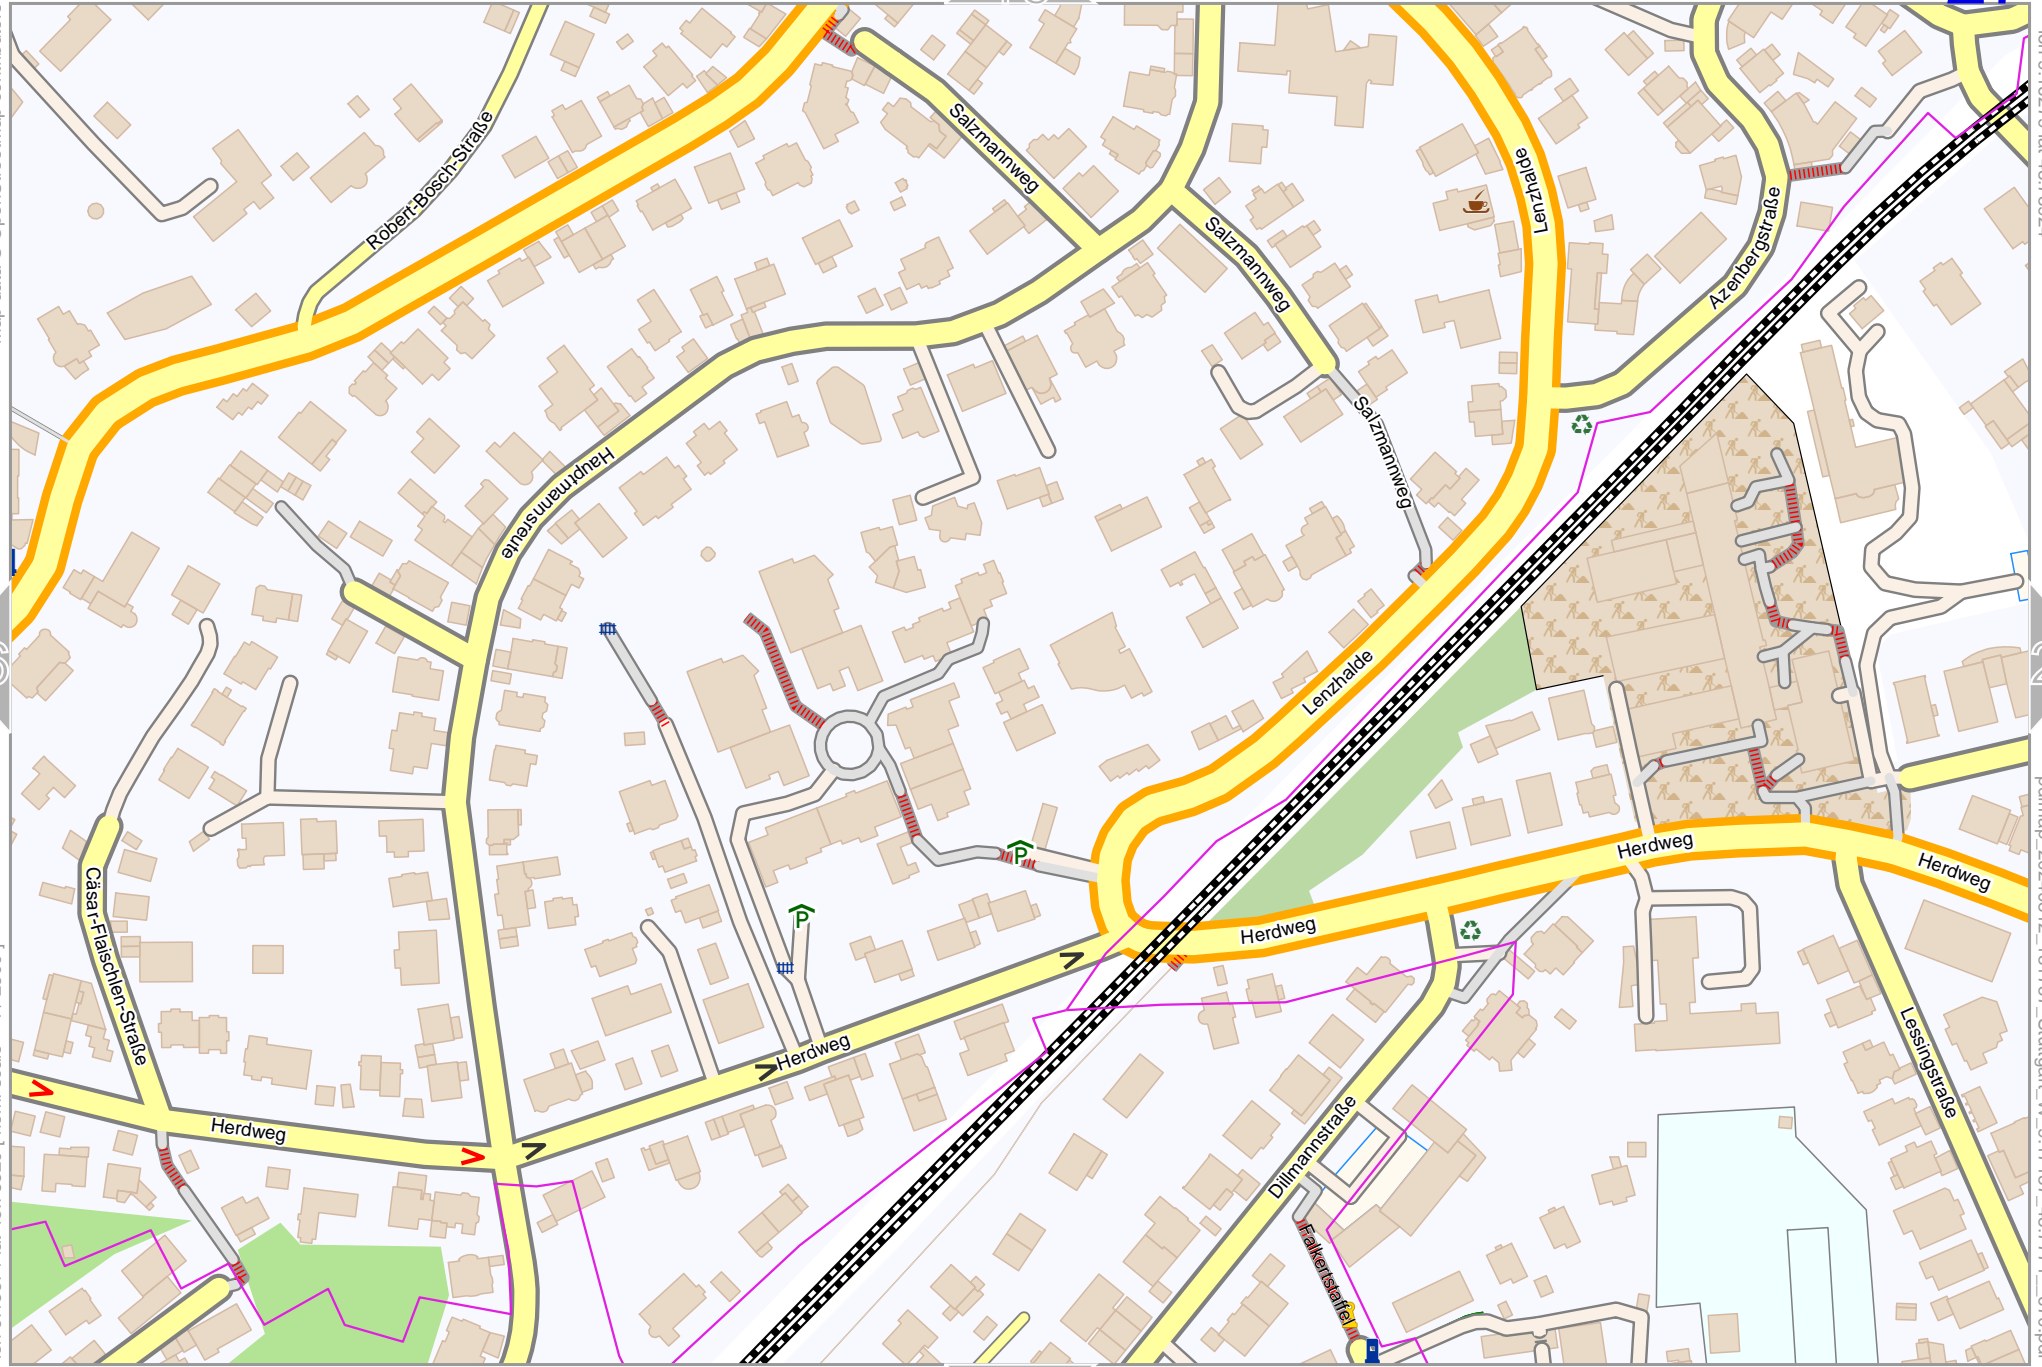 Robert-Bosch-Straße
Salzmannweg
Lenzhalde
Salzmannweg
Azenbergstraße
Salzmannweg
Hauptmannsreute
Lenzhalde
Herdweg
Herdweg
Herdweg
Cäsar-Flaischlen-Straße
P
P
Herdweg
Herdweg
Lessingstraße
Dillmannstraße
Falkertstaffel